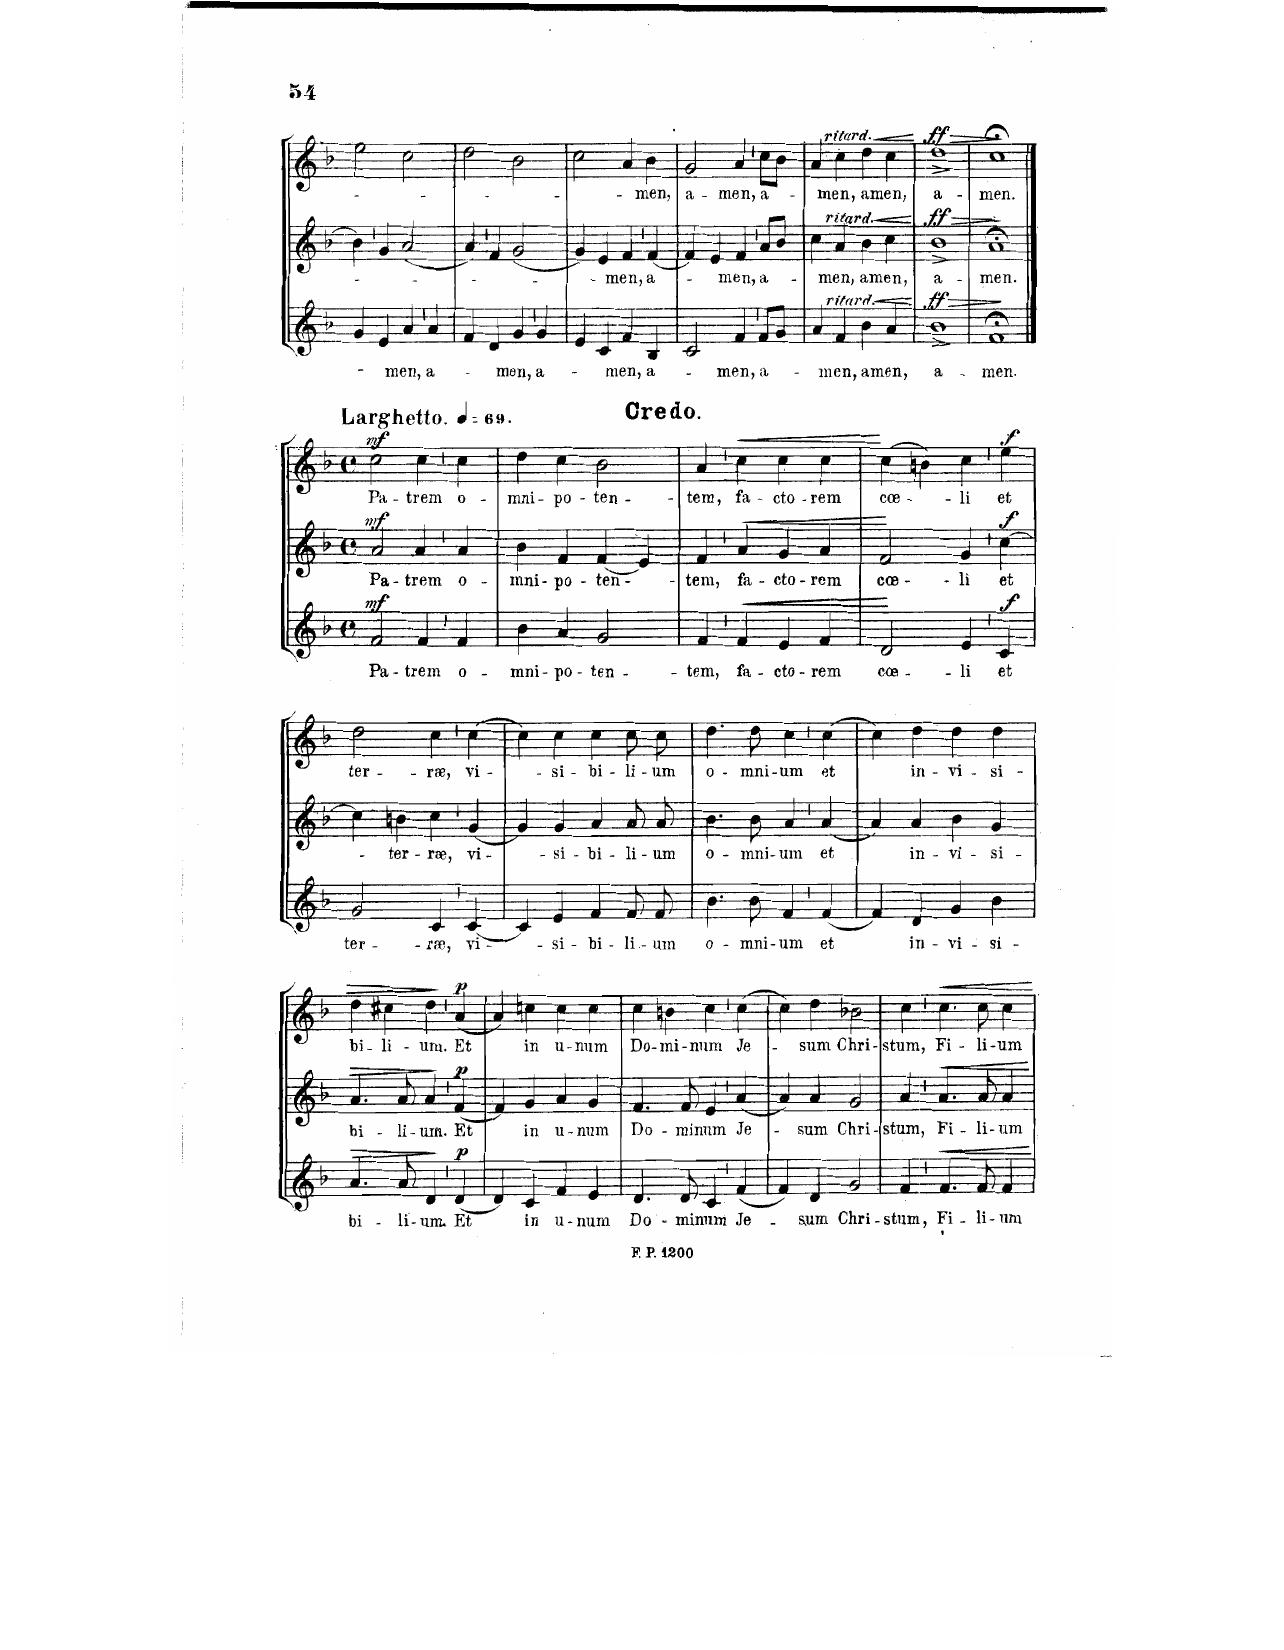 54
ritard. ff
- men, a - men, a - men, amen, a - men.
ritard. ff
- men, a - men, a - men, amen, a - men.
ritard. ff
- men, a - men, a - men, a - men, a - men, amen, a - men.
Larghetto. ♩= 69. Credo.
mf f
Pa - trem o - mni - po - ten - tem, fa - cto - rem cœ - li et
mf f
Pa - trem o - mni - po - ten - tem, fa - cto - rem cœ - li et
mf f
Pa - trem o - mni - po - ten - tem, fa - cto - rem cœ - li et
ter - ræ, vi - si - bi - li - um o - mni - um et in - vi - si -
- ter - ræ, vi - si - bi - li - um o - mni - um et in - vi - si -
ter - ræ, vi - si - bi - li - um o - mni - um et in - vi - si -
p
bi - li - um. Et in u - num Do - mi - num Je - sum Chri - stum, Fi - li - um
p
bi - li - um. Et in u - num Do - minum Je - sum Chri - stum, Fi - li - um
p
bi - li - um. Et in u - num Do - minum Je - sum Chri - stum, Fi - li - um
F. P. 1200